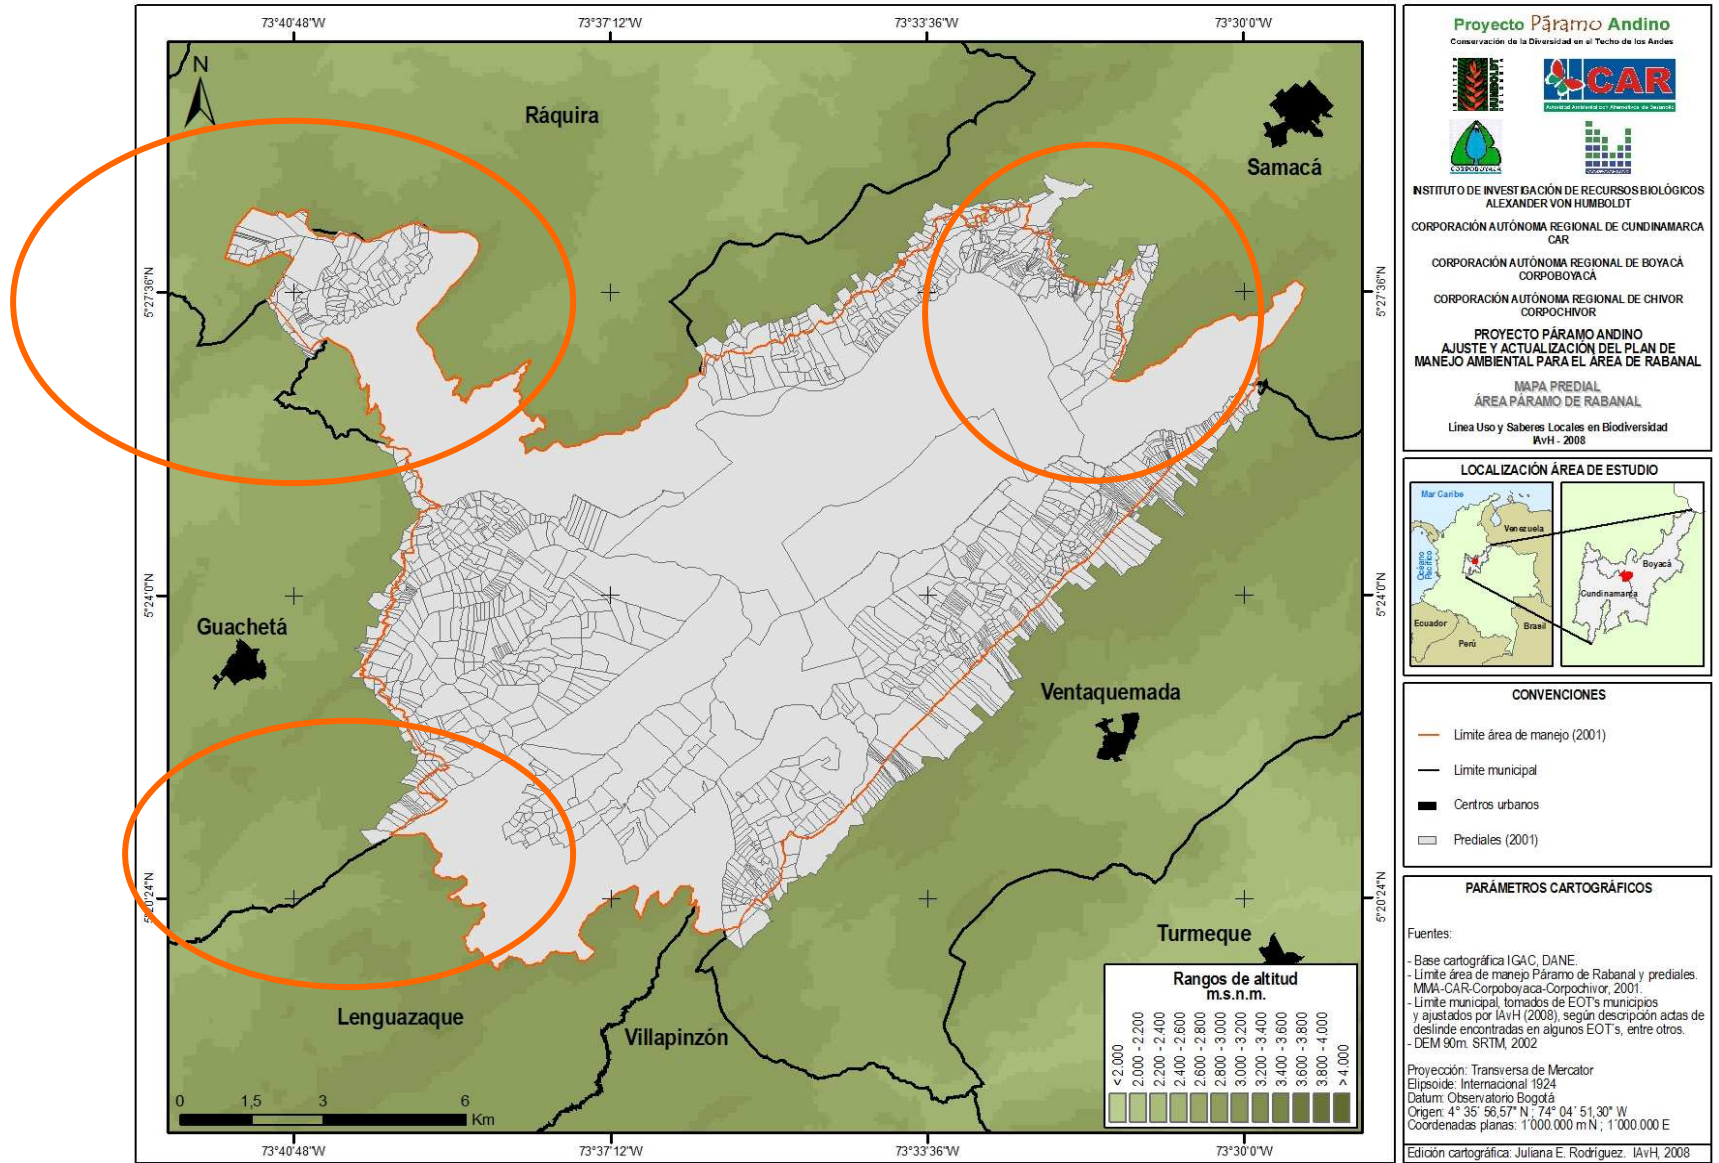 73°40'48"W
73°37'12"W
73°33'36"W
73°30'0"W
N
Ráquira
Samacá
5°27'36"N
5°27'36"N
5°24'0"N
5°24'0"N
Guachetá
Ventaquemada
5°20'24"N
5°20'24"N
Turmeque
Lenguazaque
Villapinzón
0 1,5 3 6
Km
Rangos de altitud
m.s.n.m.
< 2.000
2.000 - 2.200
2.200 - 2.400
2.400 - 2.600
2.600 - 2.800
2.800 - 3.000
3.000 - 3.200
3.200 - 3.400
3.400 - 3.600
3.600 - 3.800
3.800 - 4.000
> 4.000
73°40'48"W
73°37'12"W
73°33'36"W
73°30'0"W
Proyecto Páramo Andino
Conservación de la Diversidad en el Techo de los Andes
HUMBOLDT
CAR
CORPOBOYACA
INSTITUTO DE INVESTIGACIÓN DE RECURSOS BIOLÓGICOS
ALEXANDER VON HUMBOLDT
CORPORACIÓN AUTÓNOMA REGIONAL DE CUNDINAMARCA
CAR
CORPORACIÓN AUTÓNOMA REGIONAL DE BOYACÁ
CORPOBOYACÁ
CORPORACIÓN AUTÓNOMA REGIONAL DE CHIVOR
CORPOCHIVOR
PROYECTO PÁRAMO ANDINO
AJUSTE Y ACTUALIZACIÓN DEL PLAN DE
MANEJO AMBIENTAL PARA EL ÁREA DE RABANAL
MAPA PREDIAL
ÁREA PÁRAMO DE RABANAL
Línea Uso y Saberes Locales en Biodiversidad
IAvH - 2008
LOCALIZACIÓN ÁREA DE ESTUDIO
Mar Caribe
Venezuela
Océano
Pacífico
Ecuador
Perú
Brasil
Boyacá
Cundinamarca
CONVENCIONES
Limite área de manejo (2001)
Limite municipal
Centros urbanos
Prediales (2001)
PARÁMETROS CARTOGRÁFICOS
Fuentes:
- Base cartográfica IGAC, DANE.
- Límite área de manejo Páramo de Rabanal y prediales.
MMA-CAR-Corpoboyaca-Corpochivor, 2001.
- Límite municipal, tomados de EOT's municipios
y ajustados por IAvH (2008), según descripción actas de
deslinde encontradas en algunos EOT's, entre otros.
- DEM 90m. SRTM, 2002
Proyección: Transversa de Mercator
Elipsoide: Internacional 1924
Datum: Observatorio Bogotá
Origen: 4° 35´ 56,57" N ; 74° 04´ 51,30" W
Coordenadas planas: 1´000.000 m N ; 1´000.000 E
Edición cartográfica: Juliana E. Rodríguez. IAvH, 2008